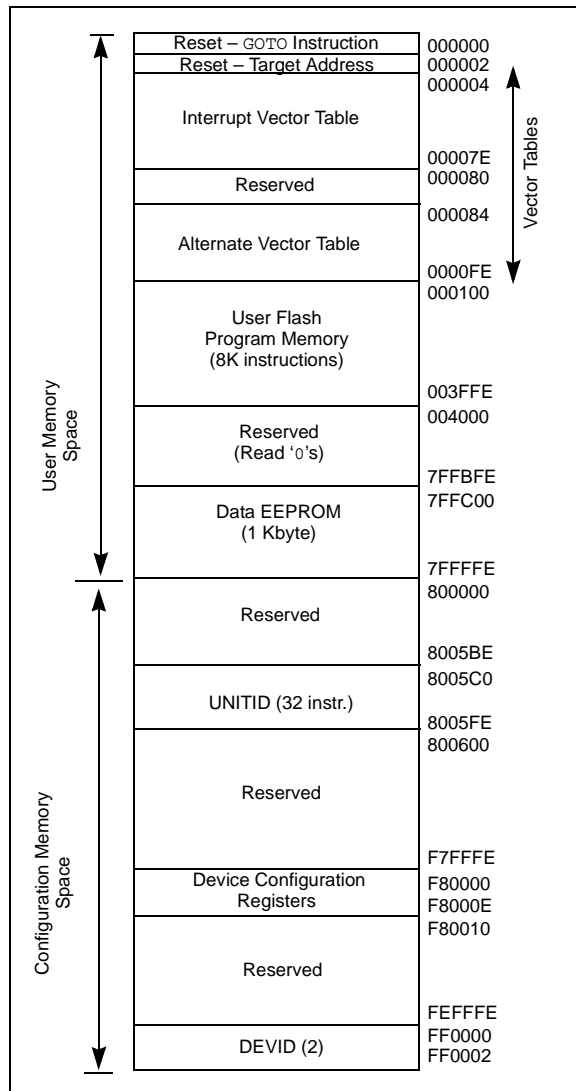 Reset – GOTO Instruction
000000
Reset – Target Address
000002
000004
Interrupt Vector Table
00007E
Reserved
000080
000084
Alternate Vector Table
0000FE
Vector Tables
000100
User Flash
Program Memory
(8K instructions)
003FFE
004000
Reserved
(Read ‘0’s)
7FFBFE
7FFC00
Data EEPROM
(1 Kbyte)
7FFFFE
User Memory
Space
800000
Reserved
8005BE
8005C0
UNITID (32 instr.)
8005FE
800600
Reserved
F7FFFE
Device Configuration
Registers
F80000
F8000E
F80010
Reserved
FEFFFE
FF0000
DEVID (2)
FF0002
Configuration Memory
Space